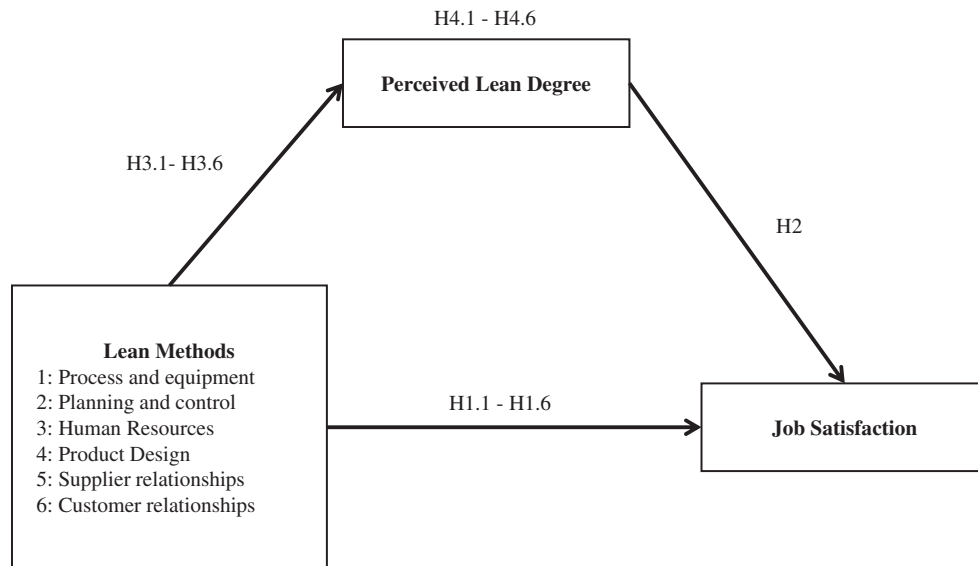 H4.1 - H4.6
Perceived Lean Degree
H3.1- H3.6
H2
Lean Methods
1: Process and equipment
2: Planning and control
3: Human Resources
4: Product Design
5: Supplier relationships
6: Customer relationships
H1.1 - H1.6
Job Satisfaction